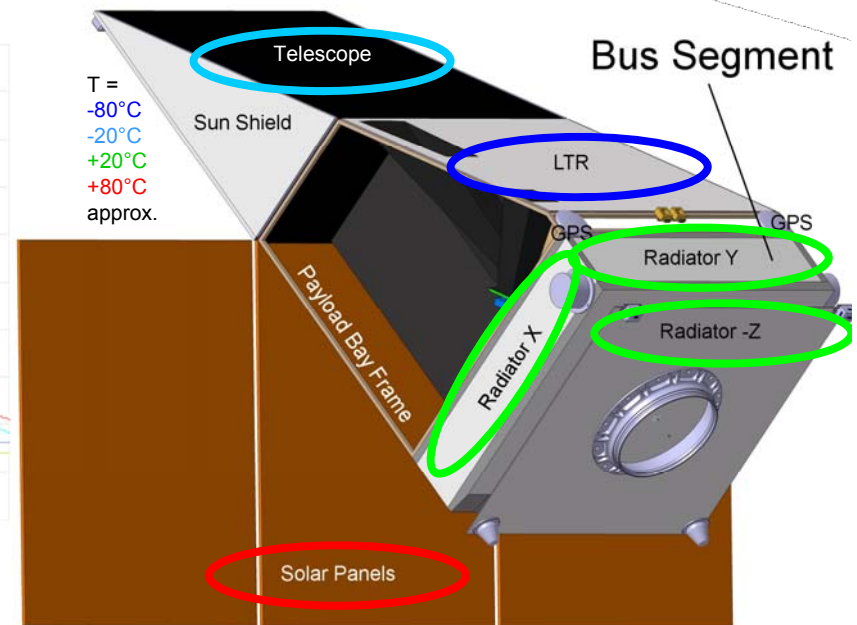 Telescope
Bus Segment
T =
-80°C
-20°C
+20°C
+80°C
approx.
Sun Shield
LTR
GPS
GPS
Radiator Y
Payload Bay Frame
Radiator X
Radiator -Z
Solar Panels